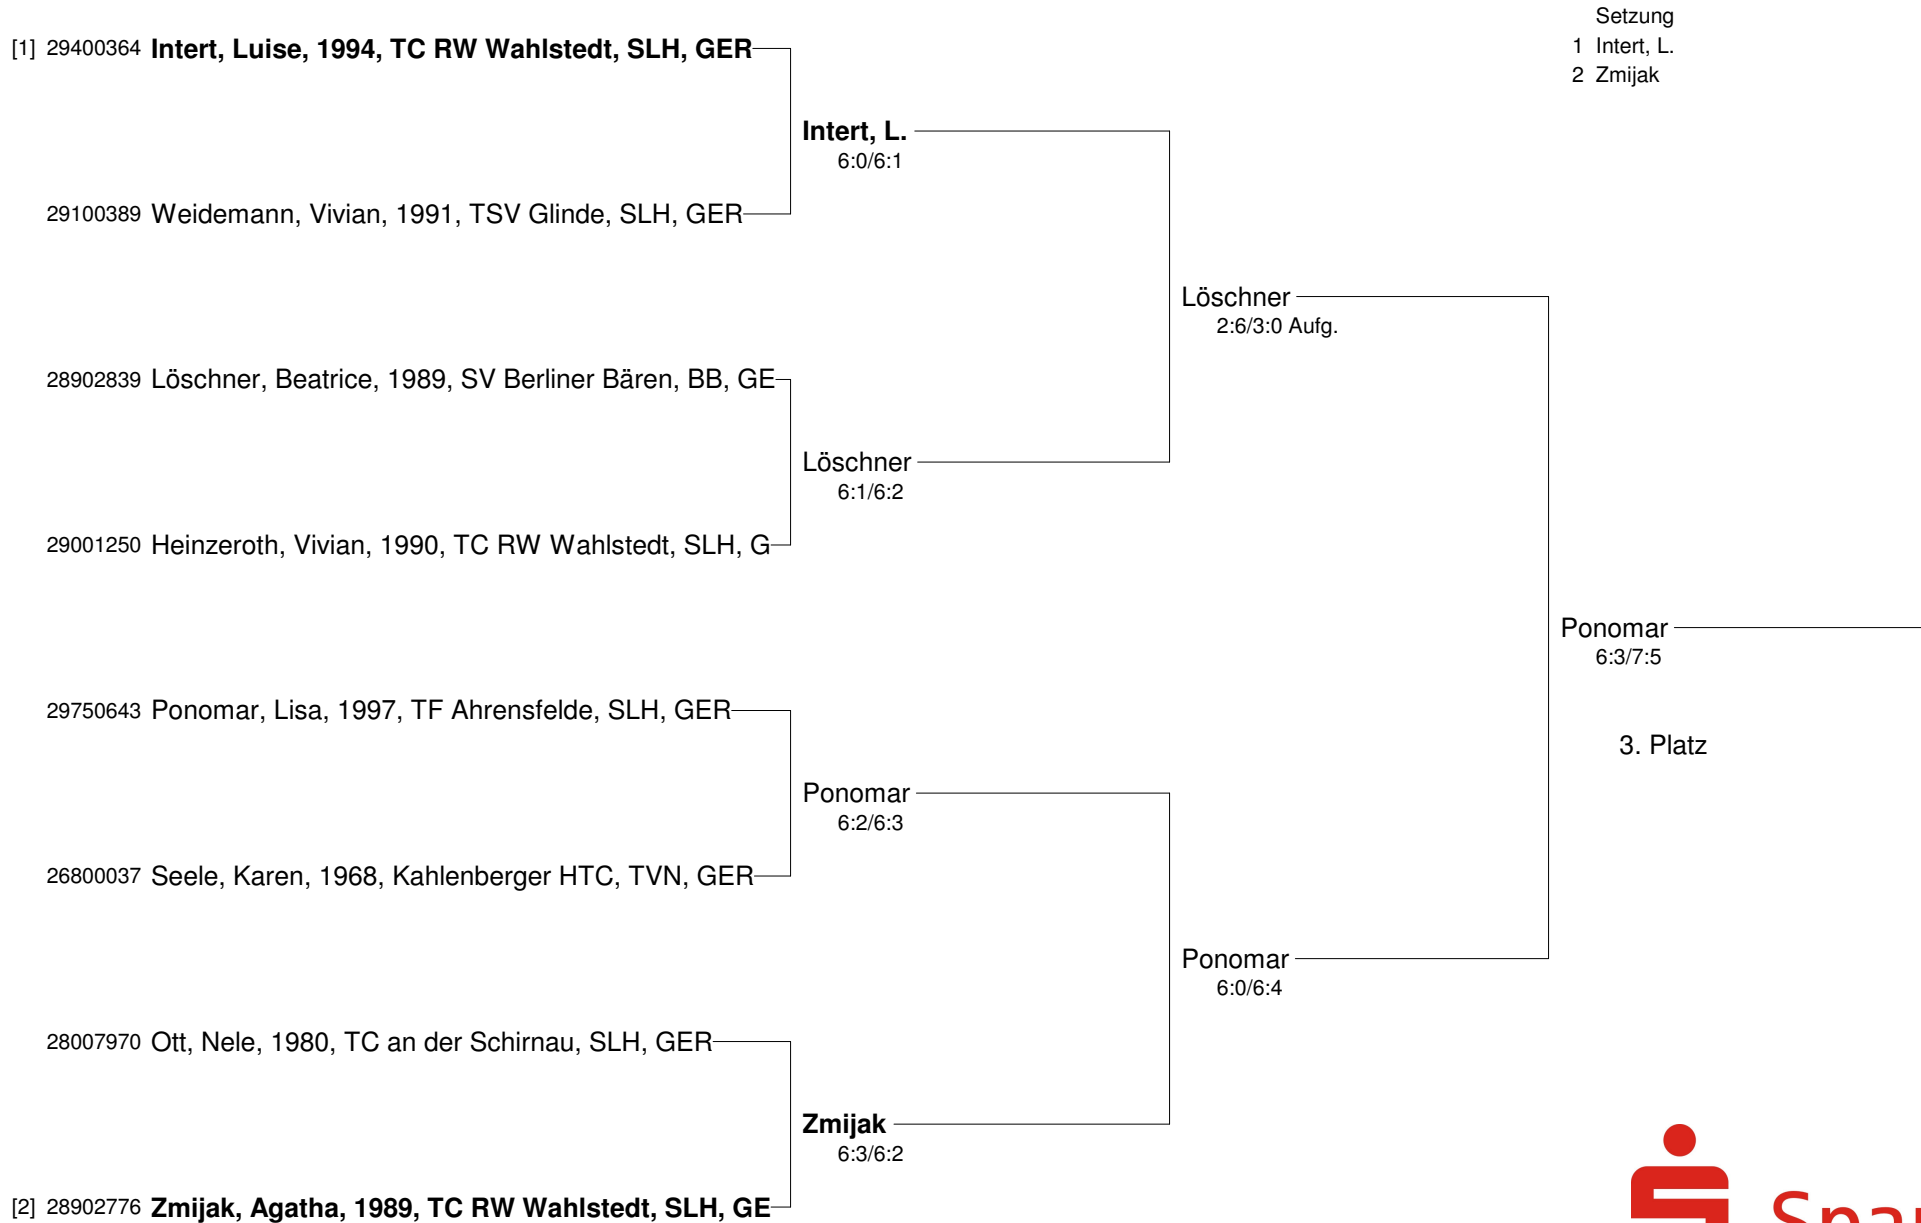 Setzung
1 Intert, L.
2 Zmijak
[1] 29400364 Intert, Luise, 1994, TC RW Wahlstedt, SLH, GER
Intert, L.
6:0/6:1
29100389 Weidemann, Vivian, 1991, TSV Glinde, SLH, GER
Löschner
2:6/3:0 Aufg.
28902839 Löschner, Beatrice, 1989, SV Berliner Bären, BB, GE
Löschner
6:1/6:2
29001250 Heinzeroth, Vivian, 1990, TC RW Wahlstedt, SLH, G
Ponomar
6:3/7:5
29750643 Ponomar, Lisa, 1997, TF Ahrensfelde, SLH, GER
3. Platz
Ponomar
6:2/6:3
26800037 Seele, Karen, 1968, Kahlenberger HTC, TVN, GER
Ponomar
6:0/6:4
28007970 Ott, Nele, 1980, TC an der Schirnau, SLH, GER
Zmijak
6:3/6:2
[2] 28902776 Zmijak, Agatha, 1989, TC RW Wahlstedt, SLH, GE